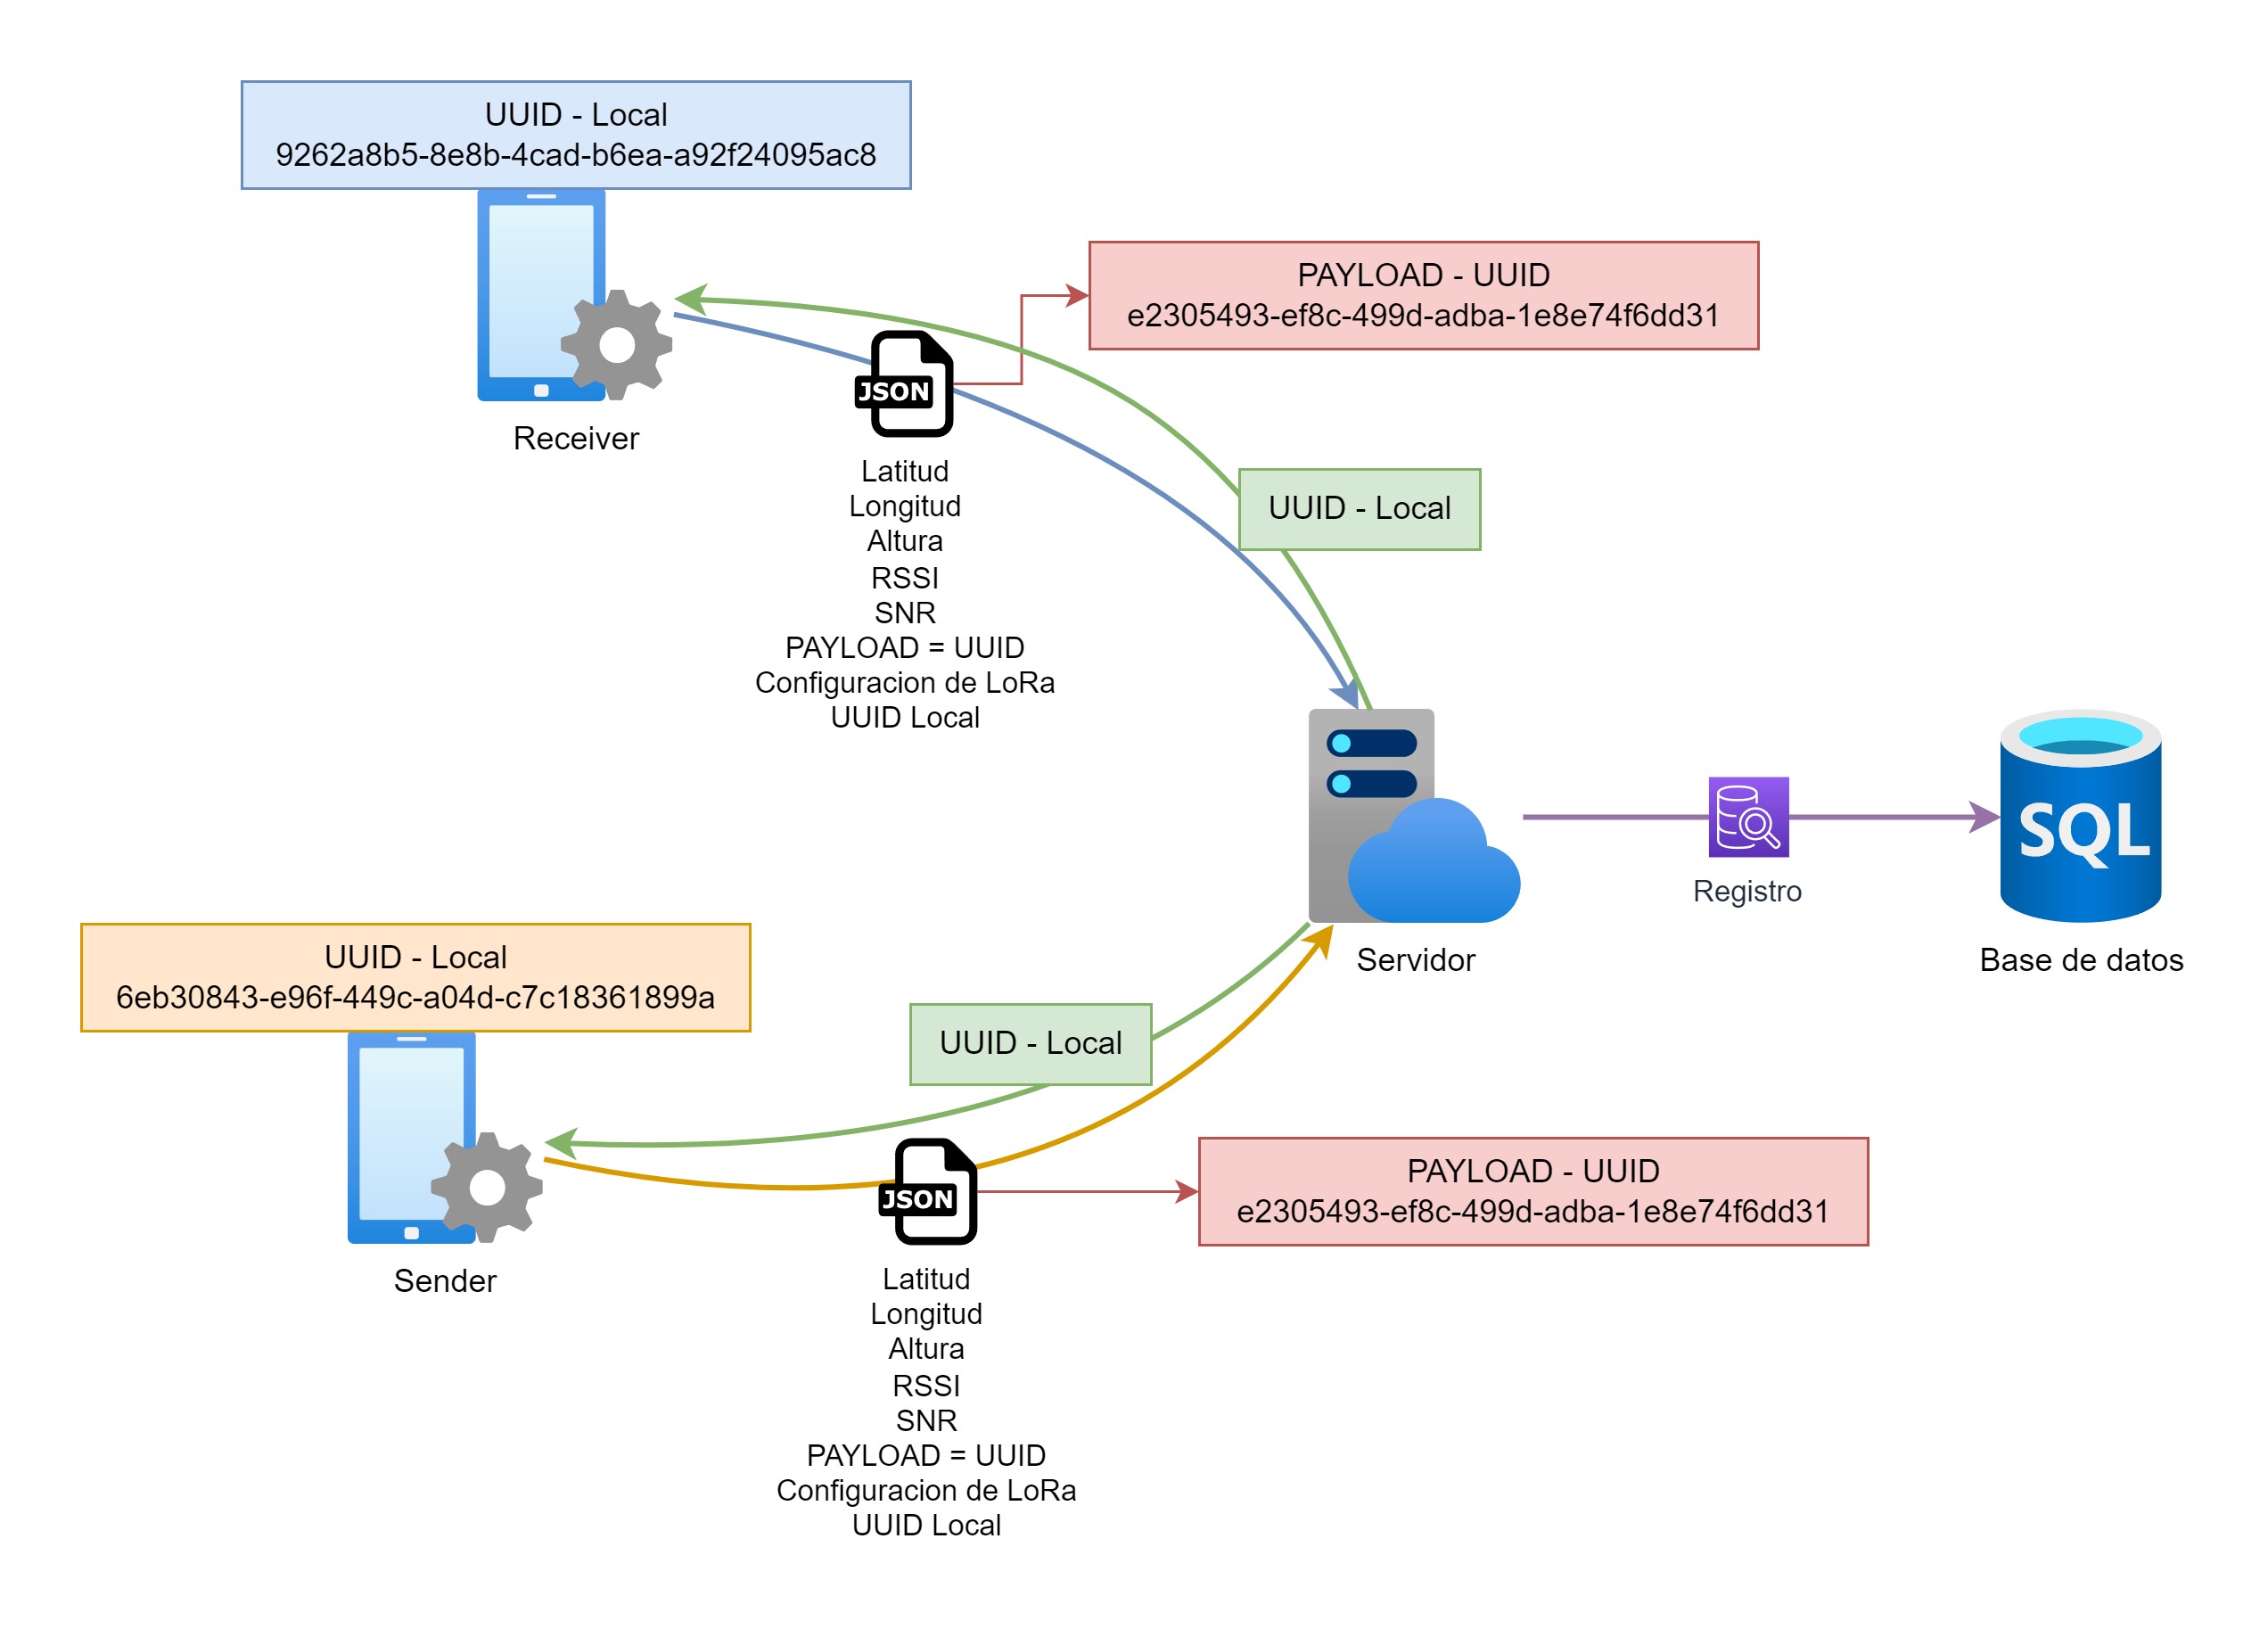 UUID - Local
9262a8b5-8e8b-4cad-b6ea-a92f24095ac8
Receiver
PAYLOAD - UUID
e2305493-ef8c-499d-adba-1e8e74f6dd31
JSON
Latitud
Longitud
Altura
RSSI
SNR
PAYLOAD = UUID
Configuracion de LoRa
UUID Local
UUID - Local
Servidor
Registro
SQL
Base de datos
UUID - Local
6eb30843-e96f-449c-a04d-c7c18361899a
Sender
UUID - Local
JSON
PAYLOAD - UUID
e2305493-ef8c-499d-adba-1e8e74f6dd31
Latitud
Longitud
Altura
RSSI
SNR
PAYLOAD = UUID
Configuracion de LoRa
UUID Local